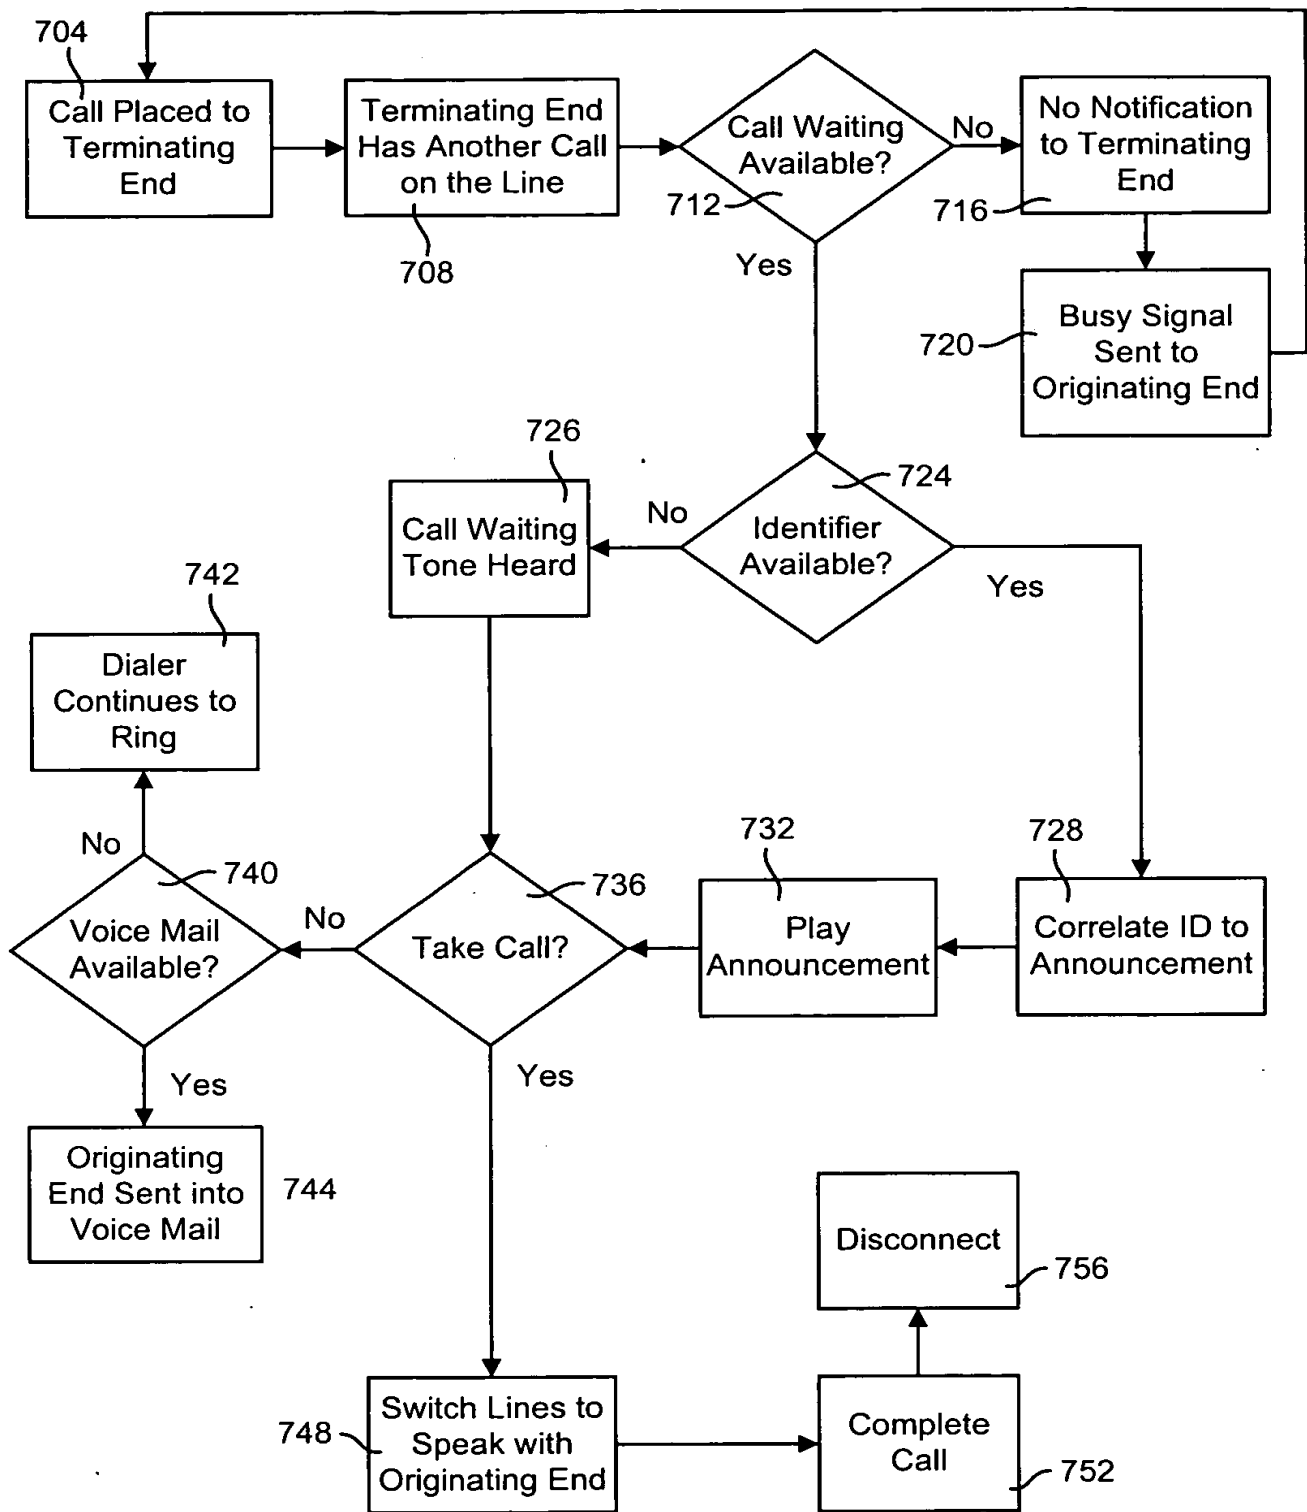 704
Call Placed to
Terminating
End
Terminating End
Has Another Call
on the Line
708
Call Waiting
Available?
712
No
Yes
No Notification
to Terminating
End
716
Busy Signal
Sent to
Originating End
720
726
Call Waiting
Tone Heard
No
724
Identifier
Available?
Yes
742
Dialer
Continues to
Ring
No
740
Voice Mail
Available?
No
736
Take Call?
732
Play
Announcement
728
Correlate ID to
Announcement
Yes
Yes
Originating
End Sent into
Voice Mail
744
Disconnect
756
748
Switch Lines to
Speak with
Originating End
Complete
Call
752